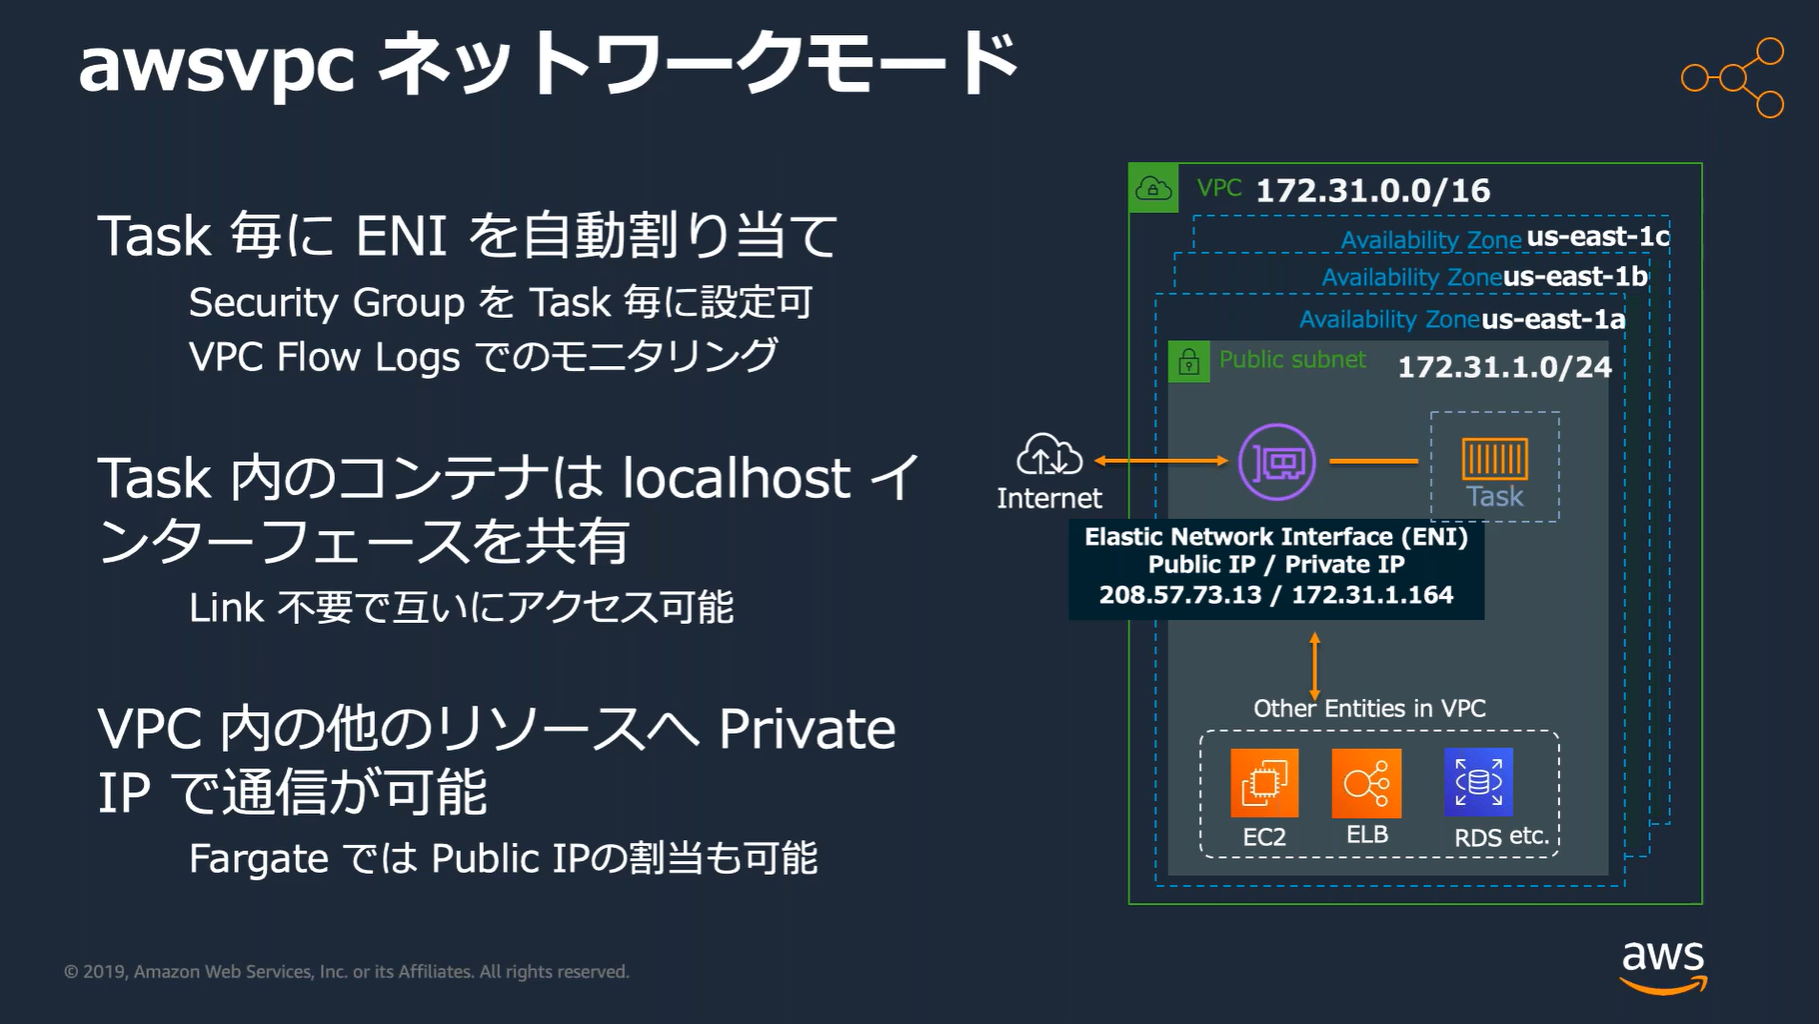 awsvpc ネットワークモード
Task 毎に ENI を自動割り当て
Security Group を Task 毎に設定可
VPC Flow Logs でのモニタリング
Task 内のコンテナは localhost イ
ンターフェースを共有
Link 不要で互いにアクセス可能
VPC 内の他のリソースへ Private
IP で通信が可能
Fargate では Public IPの割当も可能
VPC 172.31.0.0/16
Availability Zone us-east-1c
Availability Zone us-east-1b
Availability Zone us-east-1a
Public subnet 172.31.1.0/24
Internet
Task
Elastic Network Interface (ENI)
Public IP / Private IP
208.57.73.13 / 172.31.1.164
Other Entities in VPC
EC2 ELB RDS etc.
© 2019, Amazon Web Services, Inc. or its Affiliates. All rights reserved.
aws